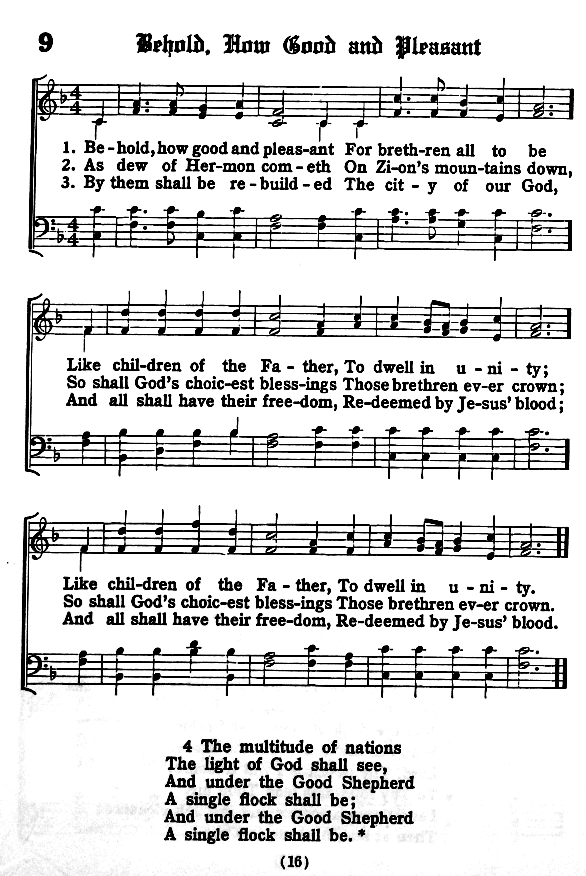 9 Behold, How Good and Pleasant
1. Be-hold, how good and pleas-ant For breth-ren all to be
2. As dew of Her-mon com-eth On Zi-on's moun-tains down,
3. By them shall be re-build-ed The cit-y of our God,
Like chil-dren of the Fa-ther, To dwell in u-ni-ty;
So shall God's choic-est bless-ings Those brethren ev-er crown;
And all shall have their free-dom, Re-deemed by Je-sus' blood;
Like chil-dren of the Fa-ther, To dwell in u-ni-ty.
So shall God's choic-est bless-ings Those brethren ev-er crown.
And all shall have their free-dom, Re-deemed by Je-sus' blood.
4 The multitude of nations
The light of God shall see,
And under the Good Shepherd
A single flock shall be;
And under the Good Shepherd
A single flock shall be.*
(16)